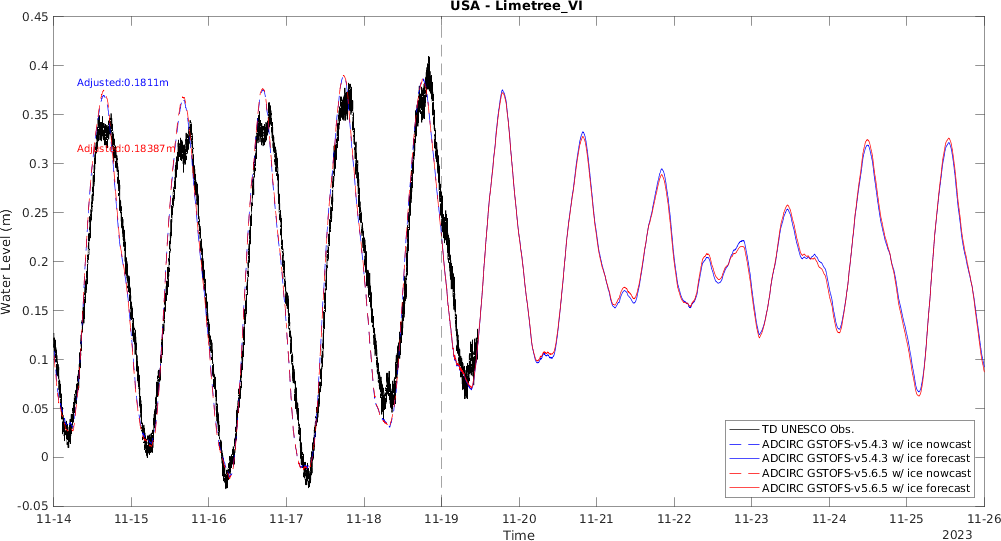 USA - Limetree_VI
0.45
0.4
0.35
0.3
0.25
0.2
0.15
0.1
0.05
0
-0.05
Water Level (m)
Adjusted:0.1811m
Adjusted:0.18387m
TD UNESCO Obs.
ADCIRC GSTOFS-v5.4.3 w/ ice nowcast
ADCIRC GSTOFS-v5.4.3 w/ ice forecast
ADCIRC GSTOFS-v5.6.5 w/ ice nowcast
ADCIRC GSTOFS-v5.6.5 w/ ice forecast
11-14 11-15 11-16 11-17 11-18 11-19 11-20 11-21 11-22 11-23 11-24 11-25 11-26
Time
2023